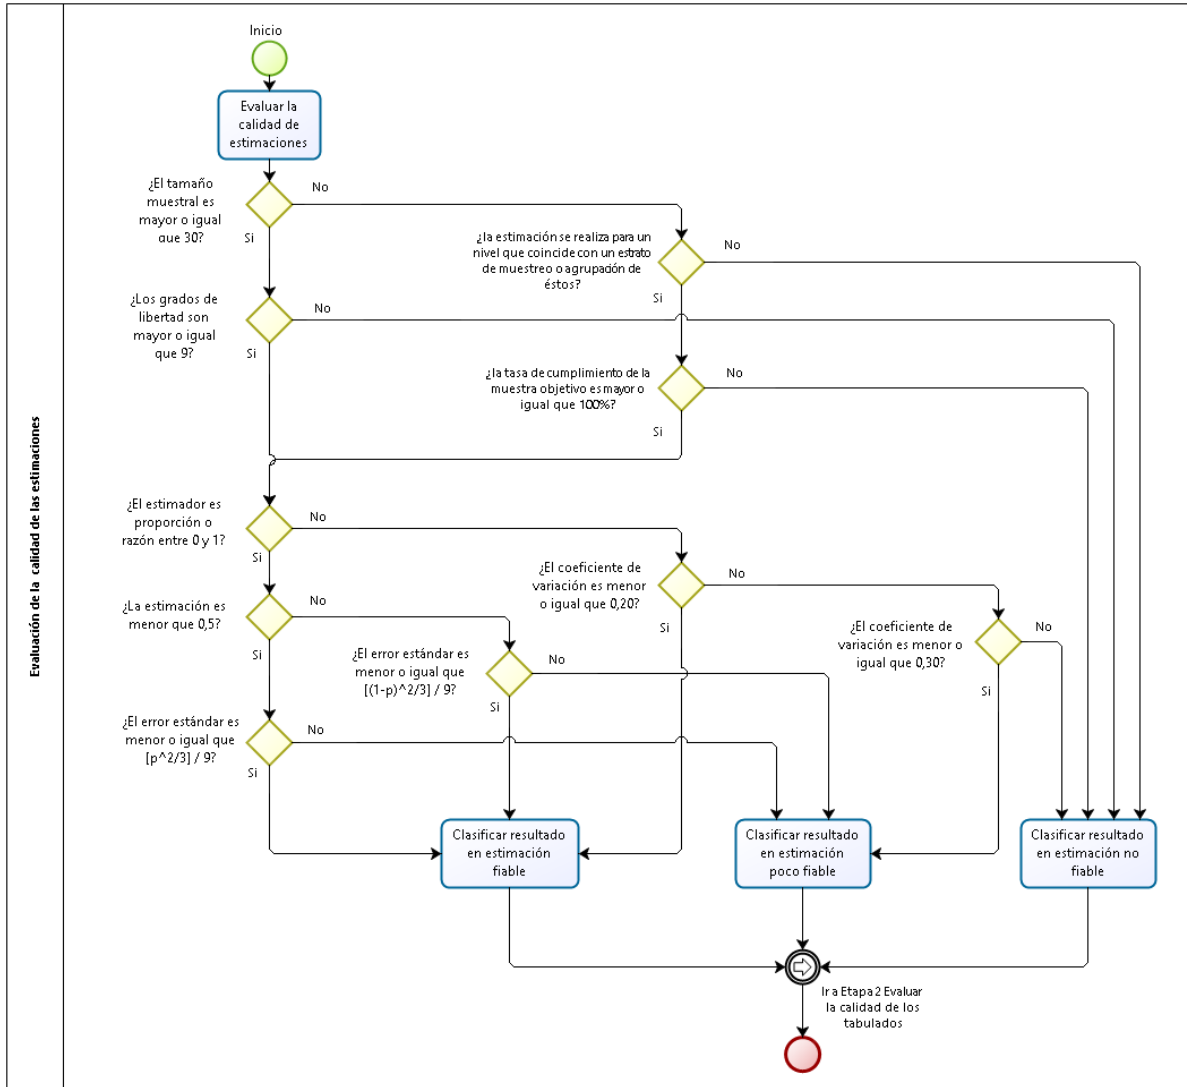 Evaluación de la calidad de las estimaciones
Inicio
Evaluar la
calidad de
estimaciones
¿El tamaño
muestral es
mayor o igual
que 30?
No
Si
¿la estimación se realiza para un
nivel que coincide con un estrato
de muestreo o agrupación de
éstos?
No
Si
¿Los grados de
libertad son
mayor o igual
que 9?
No
Si
¿la tasa de cumplimiento de la
muestra objetivo es mayor o
igual que 100%?
No
Si
¿El estimador es
proporción o
razón entre 0 y 1?
No
Si
¿El coeficiente de
variación es menor
o igual que 0,20?
No
Si
¿La estimación es
menor que 0,5?
No
Si
¿El coeficiente de
variación es menor o
igual que 0,30?
No
Si
¿El error estándar es
menor o igual que
[(1-p)^2/3] / 9?
No
Si
¿El error estándar es
menor o igual que
[p^2/3] / 9?
No
Si
Clasificar resultado
en estimación
fiable
Clasificar resultado
en estimación
poco fiable
Clasificar resultado
en estimación no
fiable
Ir a Etapa 2 Evaluar
la calidad de los
tabulados